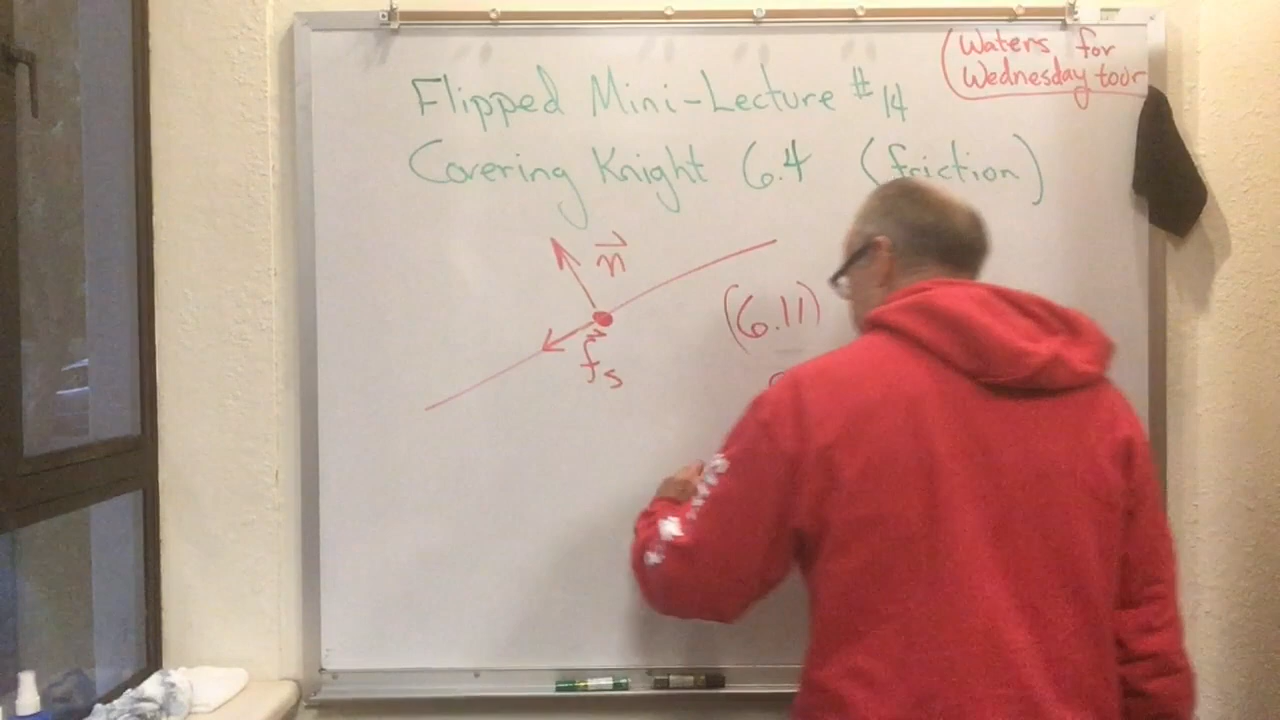 (Waters for
Wednesday tour
Flipped Mini-Lecture #14
Covering Knight 6.4 (friction)
n
(6.11)
fs